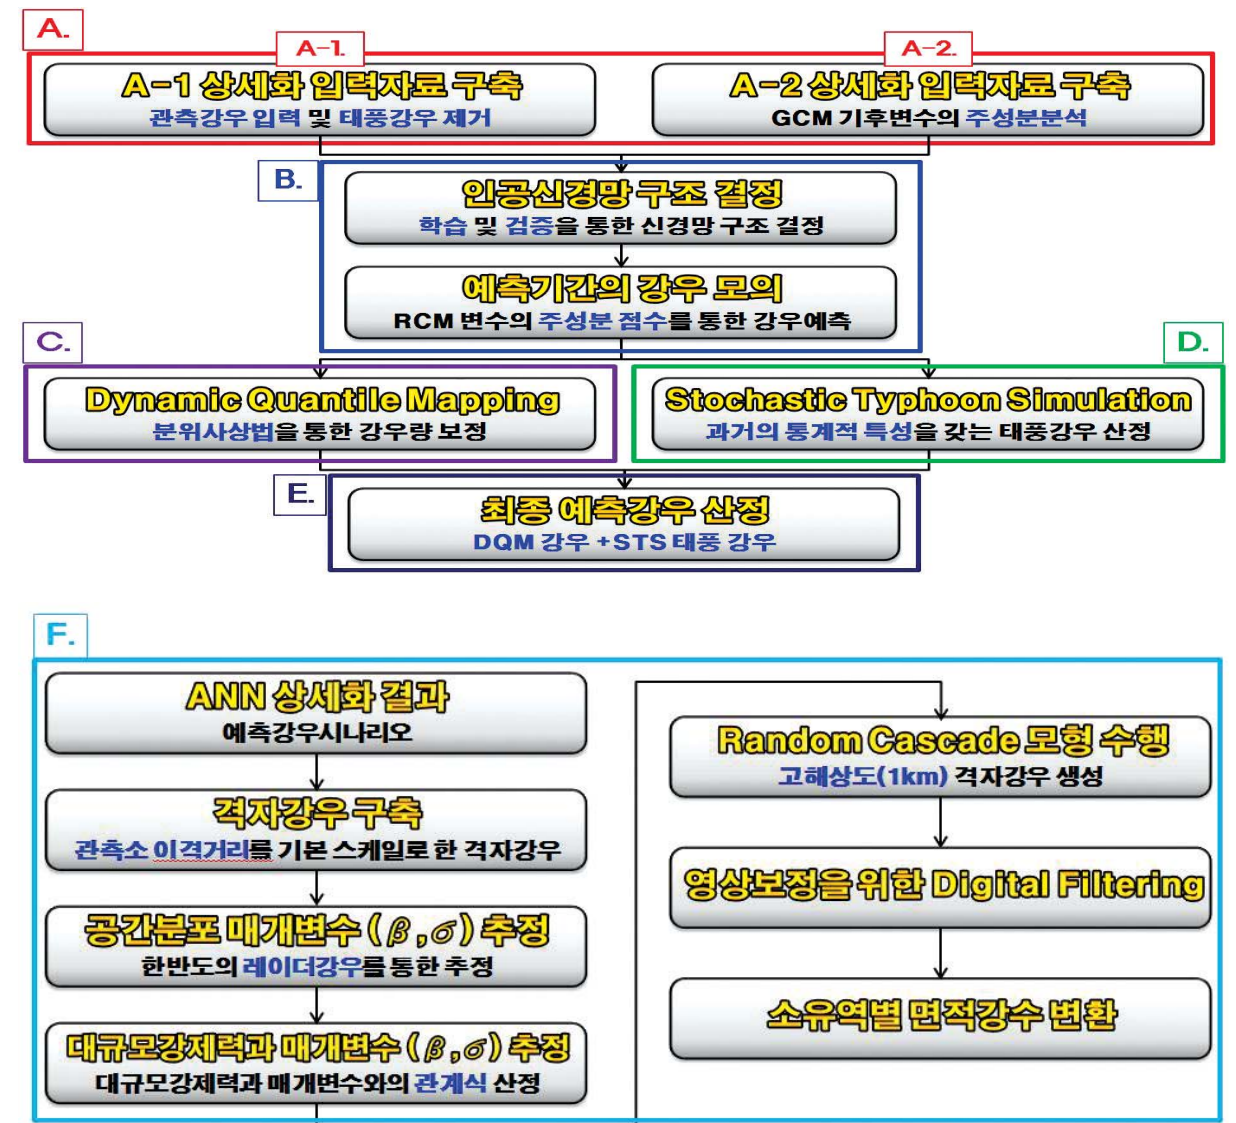 A.
A-1.
A-2.
A-1 상세화 입력자료 구축
관측강우 입력 및 태풍강우 제거
A-2 상세화 입력자료 구축
GCM 기후변수의 주성분분석
B.
인공신경망 구조 결정
학습 및 검증을 통한 신경망 구조 결정
예측기간의 강우 모의
RCM 변수의 주성분 점수를 통한 강우예측
C.
Dynamic Quantile Mapping
분위사상법을 통한 강우량 보정
D.
Stochastic Typhoon Simulation
과거의 통계적 특성을 갖는 태풍강우 산정
E.
최종 예측강우 산정
DQM 강우 +STS 태풍 강우
F.
ANN 상세화 결과
예측강우시나리오
격자강우 구축
관측소 이격거리를 기본 스케일로 한 격자강우
공간분포 매개변수 (β,σ) 추정
한반도의 레이더강우를 통한 추정
대규모강제력과 매개변수 (β,σ) 추정
대규모강제력과 매개변수와의 관계식 산정
Random Cascade 모형 수행
고해상도(1km) 격자강우 생성
영상보정을 위한 Digital Filtering
소유역별 면적강수 변환